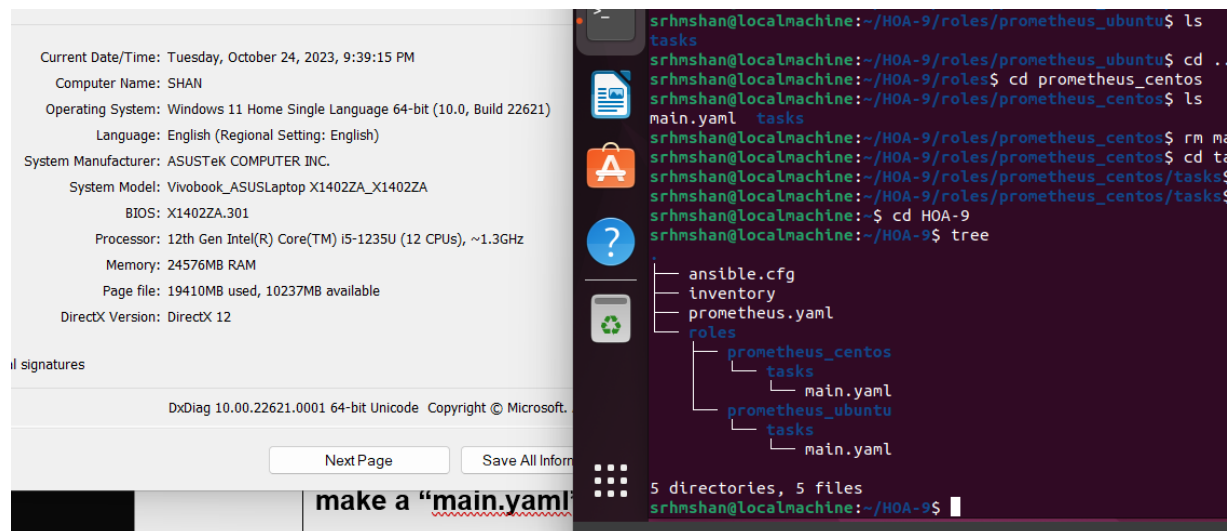 Current Date/Time: Tuesday, October 24, 2023, 9:39:15 PM
Computer Name: SHAN
Operating System: Windows 11 Home Single Language 64-bit (10.0, Build 22621)
Language: English (Regional Setting: English)
System Manufacturer: ASUSTeK COMPUTER INC.
System Model: Vivobook_ASUSLaptop X1402ZA_X1402ZA
BIOS: X1402ZA.301
Processor: 12th Gen Intel(R) Core(TM) i5-1235U (12 CPUs), ~1.3GHz
Memory: 24576MB RAM
Page file: 19410MB used, 10237MB available
DirectX Version: DirectX 12
signatures
DxDiag 10.00.22621.0001 64-bit Unicode Copyright © Microsoft.
Next Page
Save All Inform
make a “main.yaml”
srhmshan@localmachine:~/HOA-9/roles/prometheus_ubuntu$ ls
tasks
srhmshan@localmachine:~/HOA-9/roles/prometheus_ubuntu$ cd ..
srhmshan@localmachine:~/HOA-9/roles$ cd prometheus_centos
srhmshan@localmachine:~/HOA-9/roles/prometheus_centos$ ls
main.yaml  tasks
srhmshan@localmachine:~/HOA-9/roles/prometheus_centos$ rm ma
srhmshan@localmachine:~/HOA-9/roles/prometheus_centos$ cd ta
srhmshan@localmachine:~/HOA-9/roles/prometheus_centos/tasks$
srhmshan@localmachine:~/HOA-9/roles/prometheus_centos/tasks$
srhmshan@localmachine:~$ cd HOA-9
srhmshan@localmachine:~/HOA-9$ tree
.
├── ansible.cfg
├── inventory
├── prometheus.yaml
└── roles
    ├── prometheus_centos
    │   └── tasks
    │       └── main.yaml
    └── prometheus_ubuntu
        └── tasks
            └── main.yaml
5 directories, 5 files
srhmshan@localmachine:~/HOA-9$